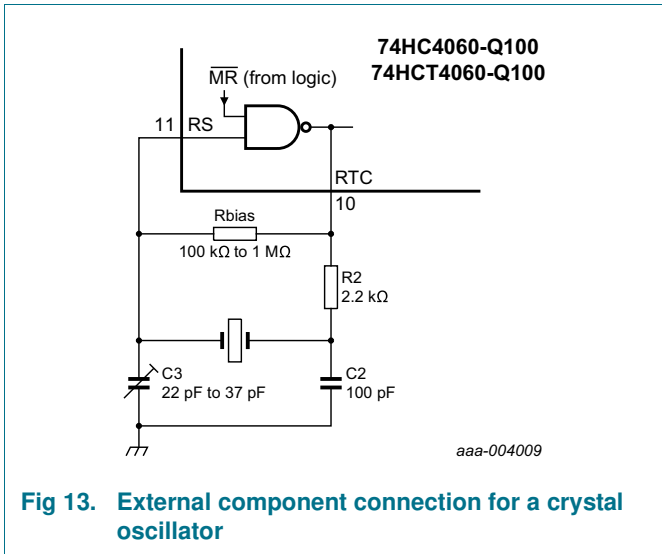 74HC4060-Q100
74HCT4060-Q100
MR (from logic)
11 RS
RTC
10
Rbias
100 kΩ to 1 MΩ
R2
2.2 kΩ
C3
22 pF to 37 pF
C2
100 pF
aaa-004009
Fig 13. External component connection for a crystal
oscillator